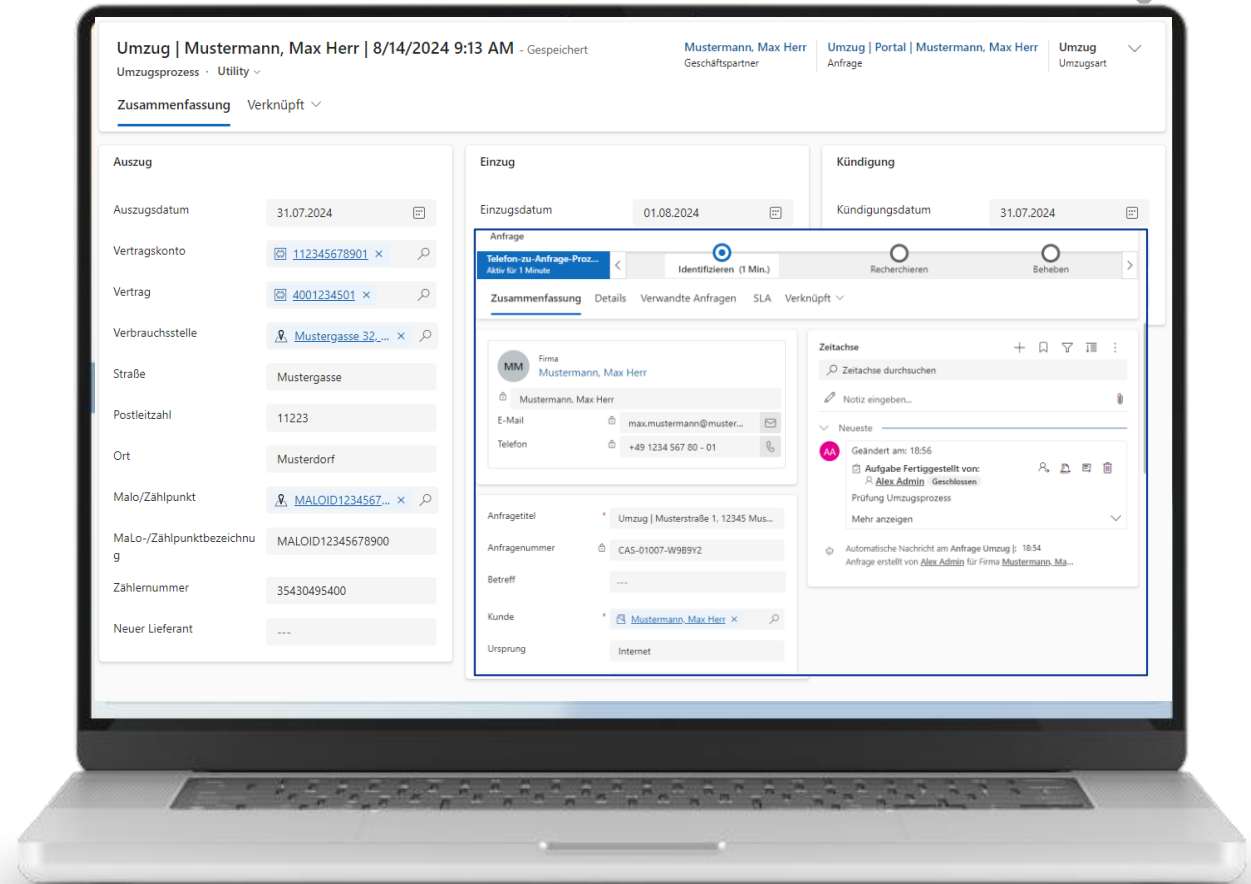 Umzug | Mustermann, Max Herr | 8/14/2024 9:13 AM - Gespeichert
Umzugsprozess · Utility
Mustermann, Max Herr
Geschäftspartner
Umzug | Portal | Mustermann, Max Herr
Anfrage
Umzug
Umzugsart
Zusammenfassung Verknüpft
Auszug
Auszugsdatum 31.07.2024
Vertragskonto 112345678901
Vertrag 4001234501
Verbrauchsstelle Mustergasse 32, ...
Straße Mustergasse
Postleitzahl 11223
Ort Musterdorf
Malo/Zählpunkt MALOID1234567...
MaLo-/Zählpunktbezeichnu
g
MALOID12345678900
Zählernummer 35430495400
Neuer Lieferant ---
Einzug
Einzugsdatum 01.08.2024
Kündigung
Kündigungsdatum 31.07.2024
Anfrage
Telefon-zu-Anfrage-Proz...
Aktiv für 1 Minute
Identifizieren (1 Min.)
Recherchieren
Beheben
Zusammenfassung Details Verwandte Anfragen SLA Verknüpft
MM
Firma
Mustermann, Max Herr
Mustermann, Max Herr
E-Mail max.mustermann@muster...
Telefon +49 1234 567 80 - 01
Anfragetitel * Umzug | Musterstraße 1, 12345 Mus...
Anfragenummer CAS-01007-W9B9Y2
Betreff ---
Kunde * Mustermann, Max Herr
Ursprung Internet
Zeitachse
Zeitachse durchsuchen
Notiz eingeben...
Neueste
AA
Geändert am: 18:56
Aufgabe Fertiggestellt von:
Alex Admin Geschlossen
Prüfung Umzugsprozess
Mehr anzeigen
Automatische Nachricht am Anfrage Umzug |: 18:54
Anfrage erstellt von Alex Admin für Firma Mustermann, Ma...